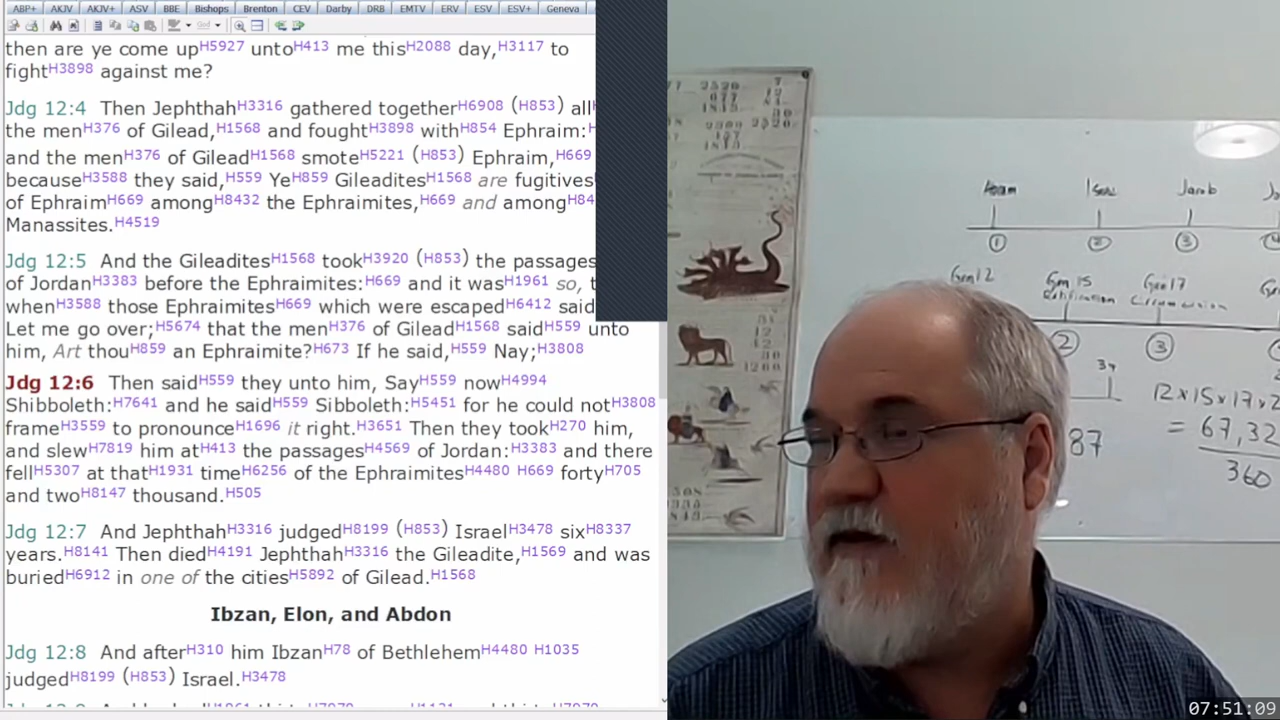 ABP+ AKJV AKJV+ ASV BBE Bishops Brenton CEV Darby DRB EMTV ERV ESV ESV+ Geneva
then are ye come upH5927 untoH413 me thisH2088 day,H3117 to
fightH3898 against me?
Jdg 12:4 Then JephthahH3316 gathered togetherH6908 (H853) all
the menH376 of Gilead,H1568 and foughtH3898 withH854 Ephraim:
and the menH376 of GileadH1568 smoteH5221 (H853) Ephraim,H669
becauseH3588 they said,H559 YeH859 GileaditesH1568 are fugitives
of EphraimH669 amongH8432 the Ephraimites,H669 and amongH84
Manassites.H4519
Jdg 12:5 And the GileaditesH1568 tookH3920 (H853) the passages
of JordanH3383 before the Ephraimites:H669 and it wasH1961 so,
whenH3588 those EphraimitesH669 which were escapedH6412 said
Let me go over;H5674 that the menH376 of GileadH1568 saidH559 unto
him, Art thouH859 an Ephraimite?H673 If he said,H559 Nay;H3808
Jdg 12:6 Then saidH559 they unto him, SayH559 nowH4994
Shibboleth:H7641 and he saidH559 Sibboleth:H5451 for he could notH3808
frameH3559 to pronounceH1696 it right.H3651 Then they tookH270 him,
and slewH7819 him atH413 the passagesH4569 of Jordan:H3383 and there
fellH5307 at thatH1931 timeH6256 of the EphraimitesH4480 H669 fortyH705
and twoH8147 thousand.H505
Jdg 12:7 And JephthahH3316 judgedH8199 (H853) IsraelH3478 sixH8337
years.H8141 Then diedH4191 JephthahH3316 the Gileadite,H1569 and was
buriedH6912 in one of the citiesH5892 of Gilead.H1568
Ibzan, Elon, and Abdon
Jdg 12:8 And afterH310 him IbzanH78 of BethlehemH4480 H1035
judgedH8199 (H853) Israel.H3478
2520
Isaac Jacob
1 2 3
Gen 12 Gen 15 Gen 17
Ratification Circumcision
2 3
34
12×15×17×2
87
= 67,32
360
07:51:09